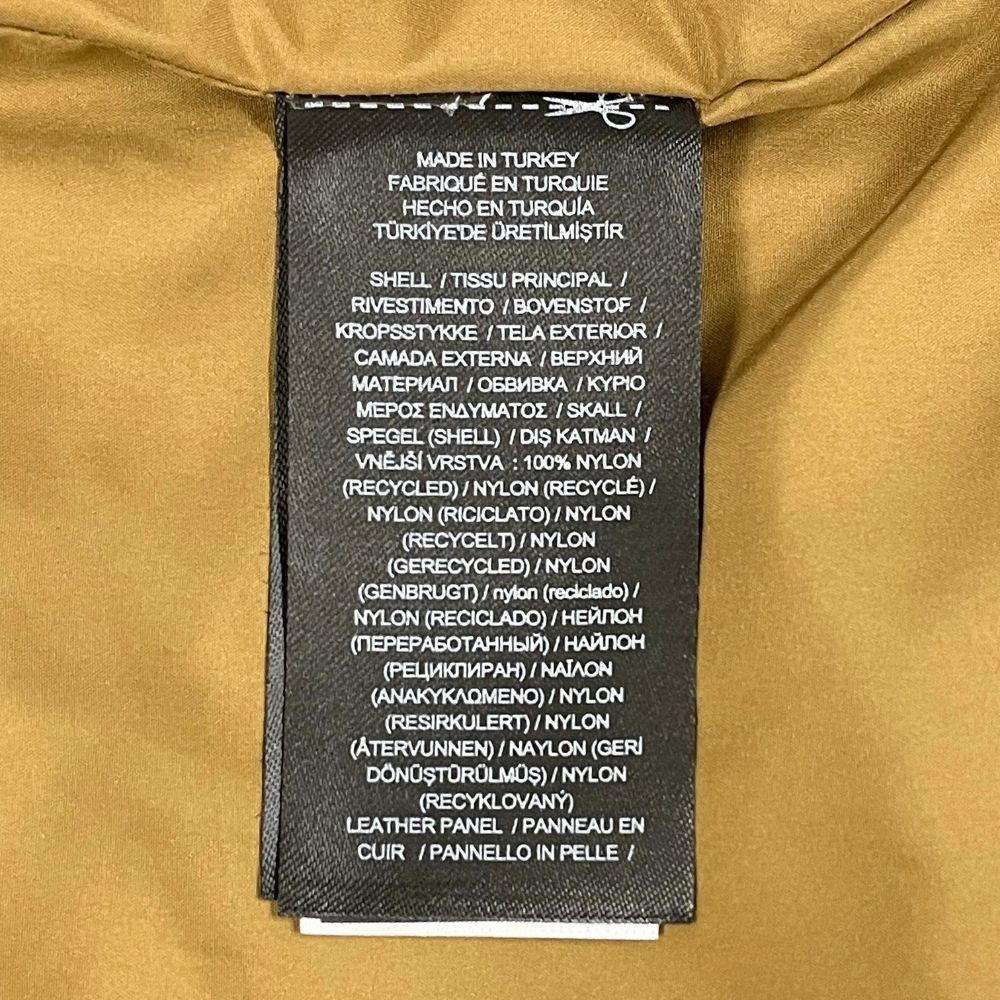 MADE IN TURKEY
FABRIQUÉ EN TURQUIE
HECHO EN TURQUÍA
TÜRKİYE'DE ÜRETİLMİŞTİR
SHELL / TISSU PRINCIPAL /
RIVESTIMENTO / BOVENSTOF /
KROPSSTYKKE / TELA EXTERIOR /
CAMADA EXTERNA / ВЕРХНИЙ
МАТЕРИАЛ / ОБВИВКА / ΚΥΡΙΟ
ΜΕΡΟΣ ΕΝΔΥΜΑΤΟΣ / SKALL /
SPEGEL (SHELL) / DIŞ KATMAN /
VNĚJŠÍ VRSTVA : 100% NYLON
(RECYCLED) / NYLON (RECYCLÉ) /
NYLON (RICICLATO) / NYLON
(RECYCELT) / NYLON
(GERECYCLED) / NYLON
(GENBRUGT) / nylon (reciclado) /
NYLON (RECICLADO) / НЕЙЛОН
(ПЕРЕРАБОТАННЫЙ) / НАЙЛОН
(РЕЦИКЛИРАН) / ΝΑΪΛΟΝ
(ΑΝΑΚΥΚΛΩΜΕΝΟ) / NYLON
(RESIRKULERT) / NYLON
(ÅTERVUNNEN) / NAYLON (GERİ
DÖNÜŞTÜRÜLMÜŞ) / NYLON
(RECYKLOVANÝ)
LEATHER PANEL / PANNEAU EN
CUIR / PANNELLO IN PELLE /